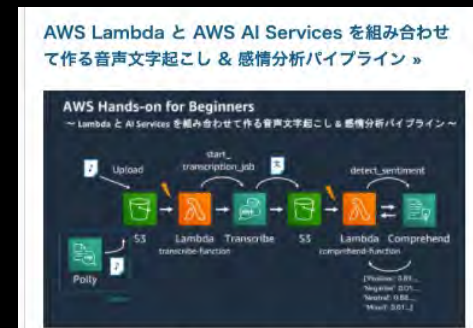 AWS Lambda と AWS AI Services を組み合わせ
て作る音声文字起こし & 感情分析パイプライン »
AWS Hands-on for Beginners
〜 Lambda と AI Services を組み合わせて作る音声文字起こし & 感情分析パイプライン 〜
Upload
start_
transcription_job
detect_sentiment
S3
Lambda
Transcribe
S3
Lambda
Comprehend
transcribe-function
comprehend-function
Polly